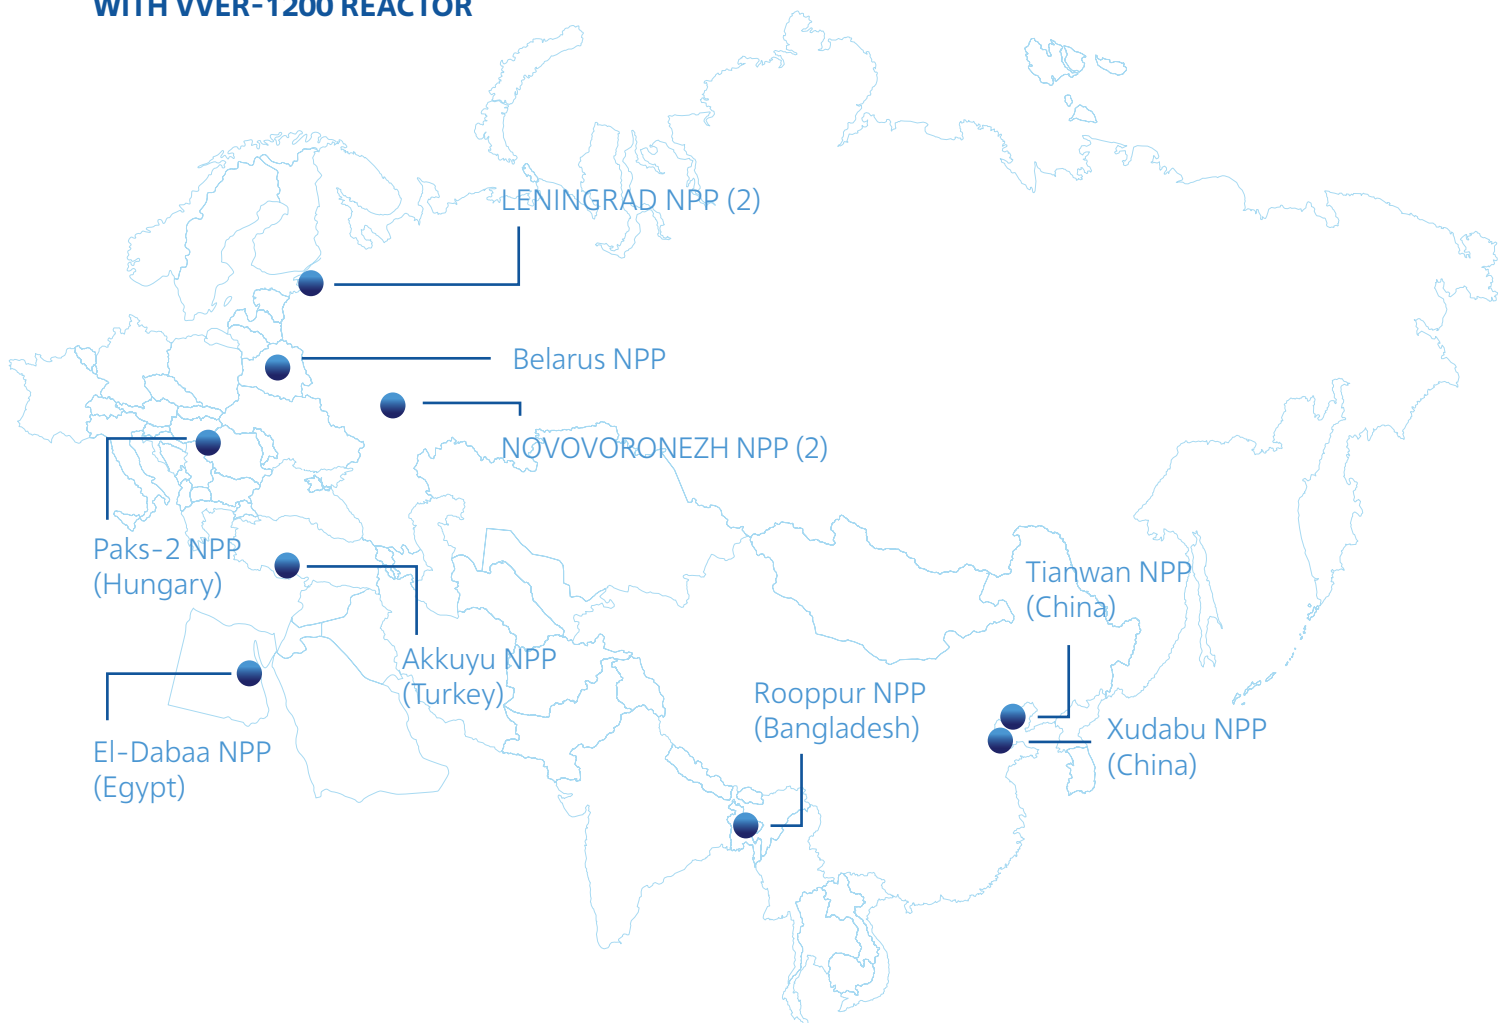 WITH VVER-1200 REACTOR
LENINGRAD NPP (2)
Belarus NPP
NOVOVORONEZH NPP (2)
Paks-2 NPP
(Hungary)
Akkuyu NPP
(Turkey)
El-Dabaa NPP
(Egypt)
Rooppur NPP
(Bangladesh)
Tianwan NPP
(China)
Xudabu NPP
(China)